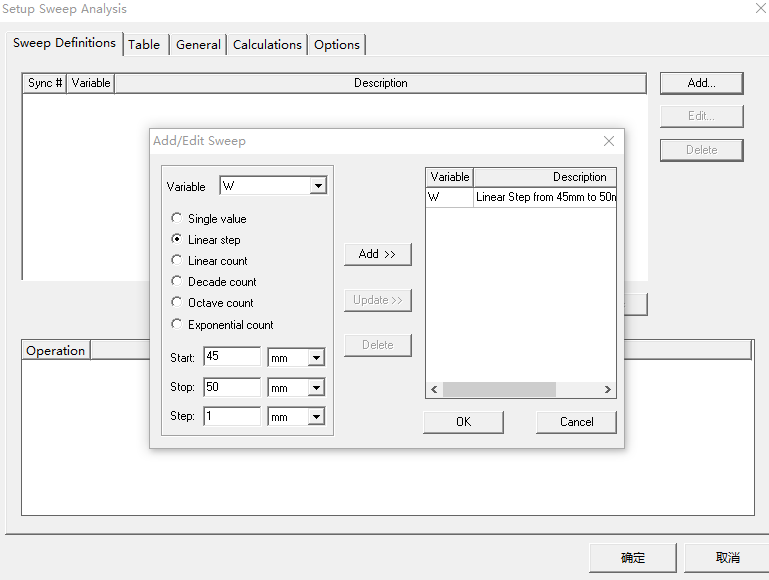 Setup Sweep Analysis
Sweep Definitions Table General Calculations Options
Sync # Variable Description
Add...
Edit...
Delete
Add/Edit Sweep
Variable W
Single value
Linear step
Linear count
Decade count
Octave count
Exponential count
Start: 45 mm
Stop: 50 mm
Step: 1 mm
Add >>
Update >>
Delete
Variable Description
W Linear Step from 45mm to 50m
OK Cancel
Operation
确定 取消